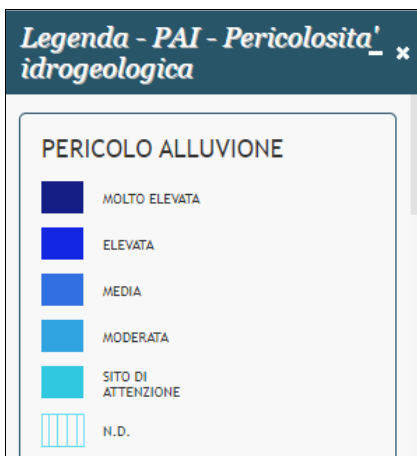 Legenda - PAI - Pericolosita'
idrogeologica
PERICOLO ALLUVIONE
MOLTO ELEVATA
ELEVATA
MEDIA
MODERATA
SITO DI
ATTENZIONE
N.D.